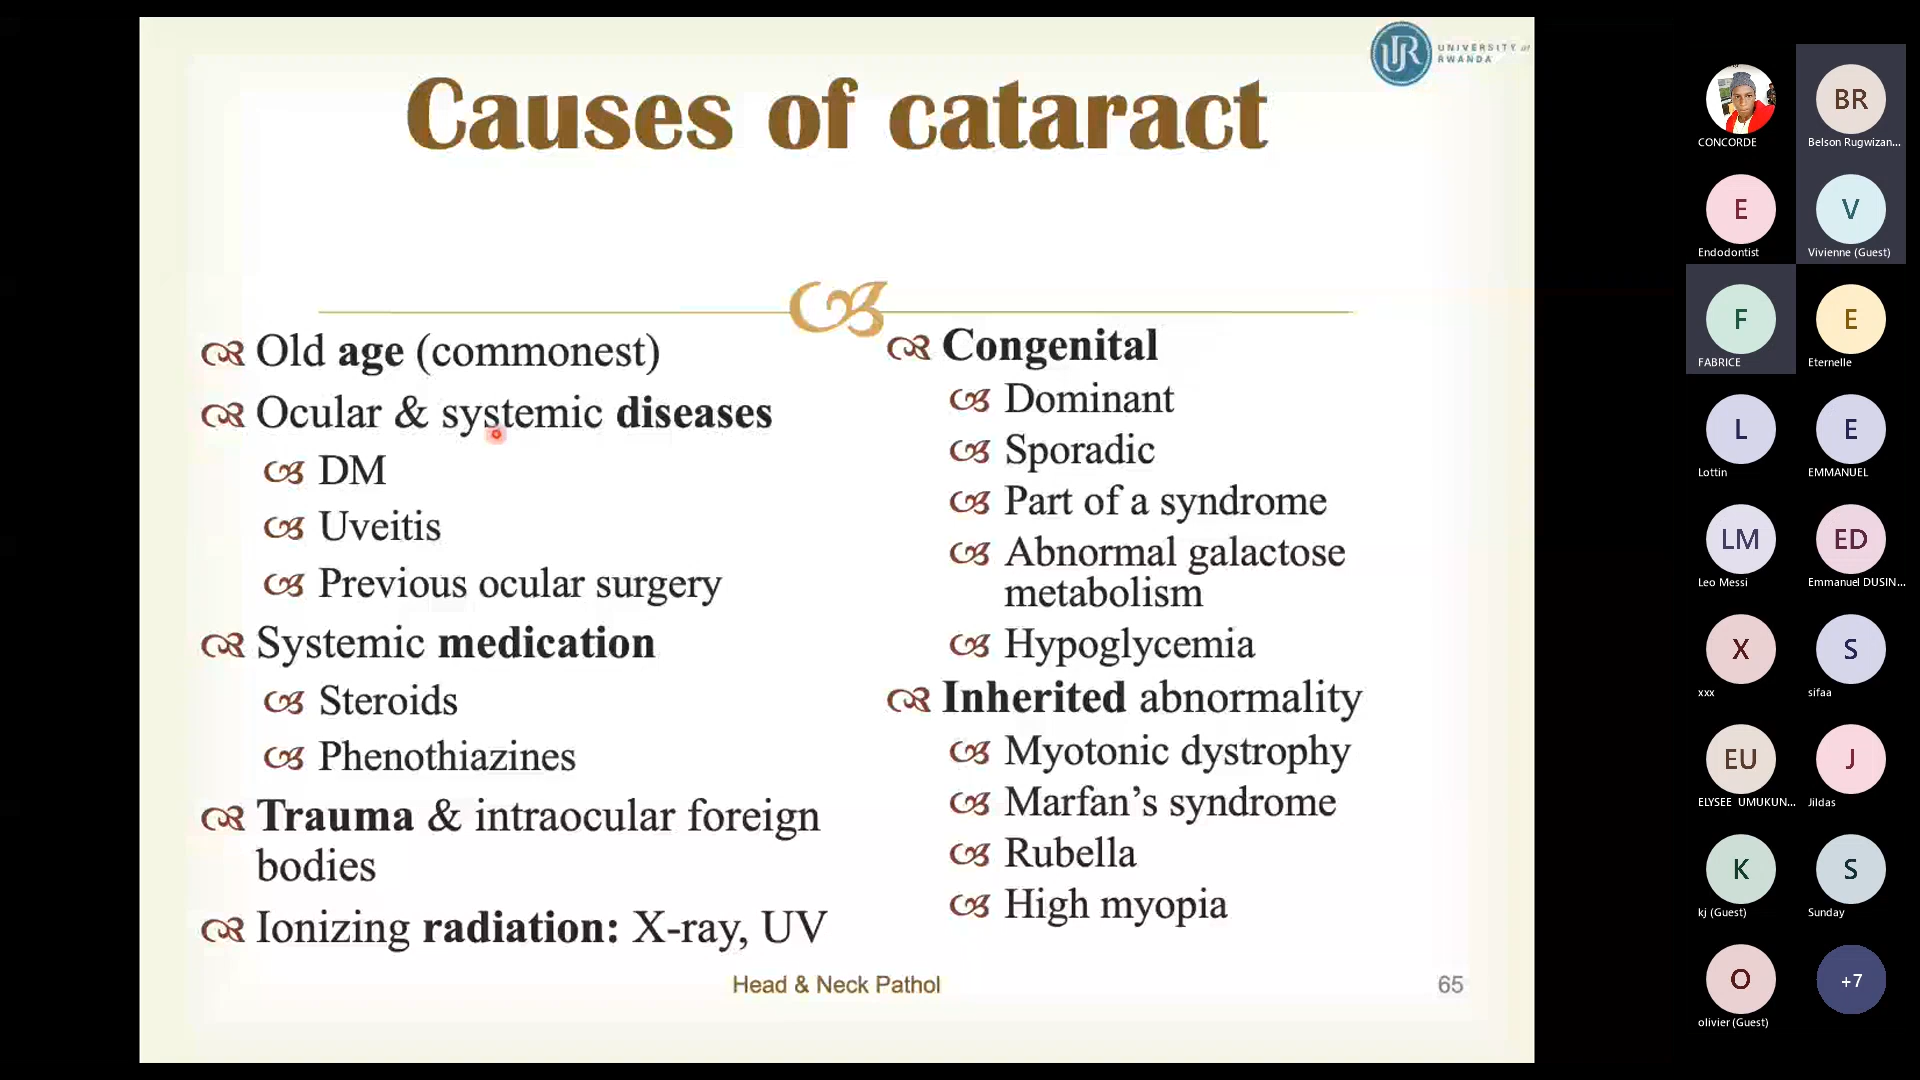 UNIVERSITY of
RWANDA
Causes of cataract
Old age (commonest)
Ocular & systemic diseases
DM
Uveitis
Previous ocular surgery
Systemic medication
Steroids
Phenothiazines
Trauma & intraocular foreign
bodies
Ionizing radiation: X-ray, UV
Congenital
Dominant
Sporadic
Part of a syndrome
Abnormal galactose
metabolism
Hypoglycemia
Inherited abnormality
Myotonic dystrophy
Marfan’s syndrome
Rubella
High myopia
Head & Neck Pathol
65
CONCORDE
BR
Belson Rugwizan...
E
Endodontist
V
Vivienne (Guest)
F
FABRICE
E
Eternelle
L
Lottin
E
EMMANUEL
LM
Leo Messi
ED
Emmanuel DUSIN...
X
xxx
S
sifaa
EU
ELYSEE UMUKUN...
J
Jildas
K
kj (Guest)
S
Sunday
O
olivier (Guest)
+7